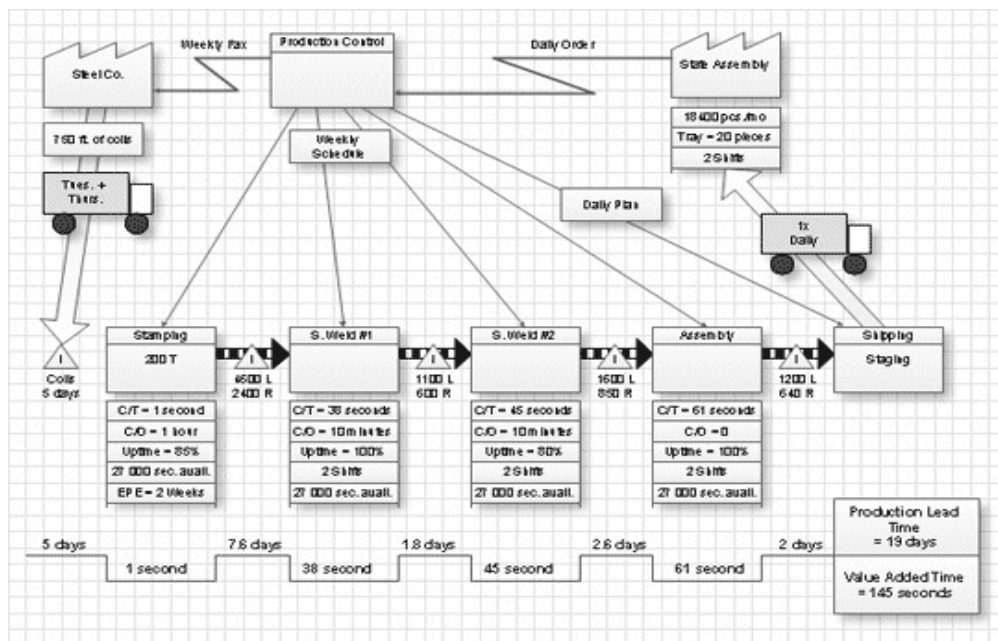 Weekly Fax
Production Control
Daily Order
Steel Co.
State Assembly
750 ft. of coils
Weekly
Schedule
18400 pcs./mo
Tray = 20 pieces
2 Shifts
Tues. +
Thurs.
Daily Plan
1x
Daily
Stamping
200 T
S. Weld #1
S. Weld #2
Assembly
Shipping
Staging
I
I
I
I
I
Coils
5 days
L
2400 R
1100 L
600 R
1600 L
850 R
1200 L
640 R
C/T = 1 second
C/O = 1 hour
Uptime = 85%
27 000 sec. avail.
EPE = 2 Weeks
C/T = 38 seconds
C/O = 10 minutes
Uptime = 100%
2 Shifts
27 000 sec. avail.
C/T = 45 seconds
C/O = 10 minutes
Uptime = 80%
2 Shifts
27 000 sec. avail.
C/T = 61 seconds
C/O = 0
Uptime = 100%
2 Shifts
27 000 sec. avail.
5 days
7.6 days
1.8 days
2.6 days
2 days
1 second
38 second
45 second
61 second
Production Lead
Time
= 19 days
Value Added Time
= 145 seconds